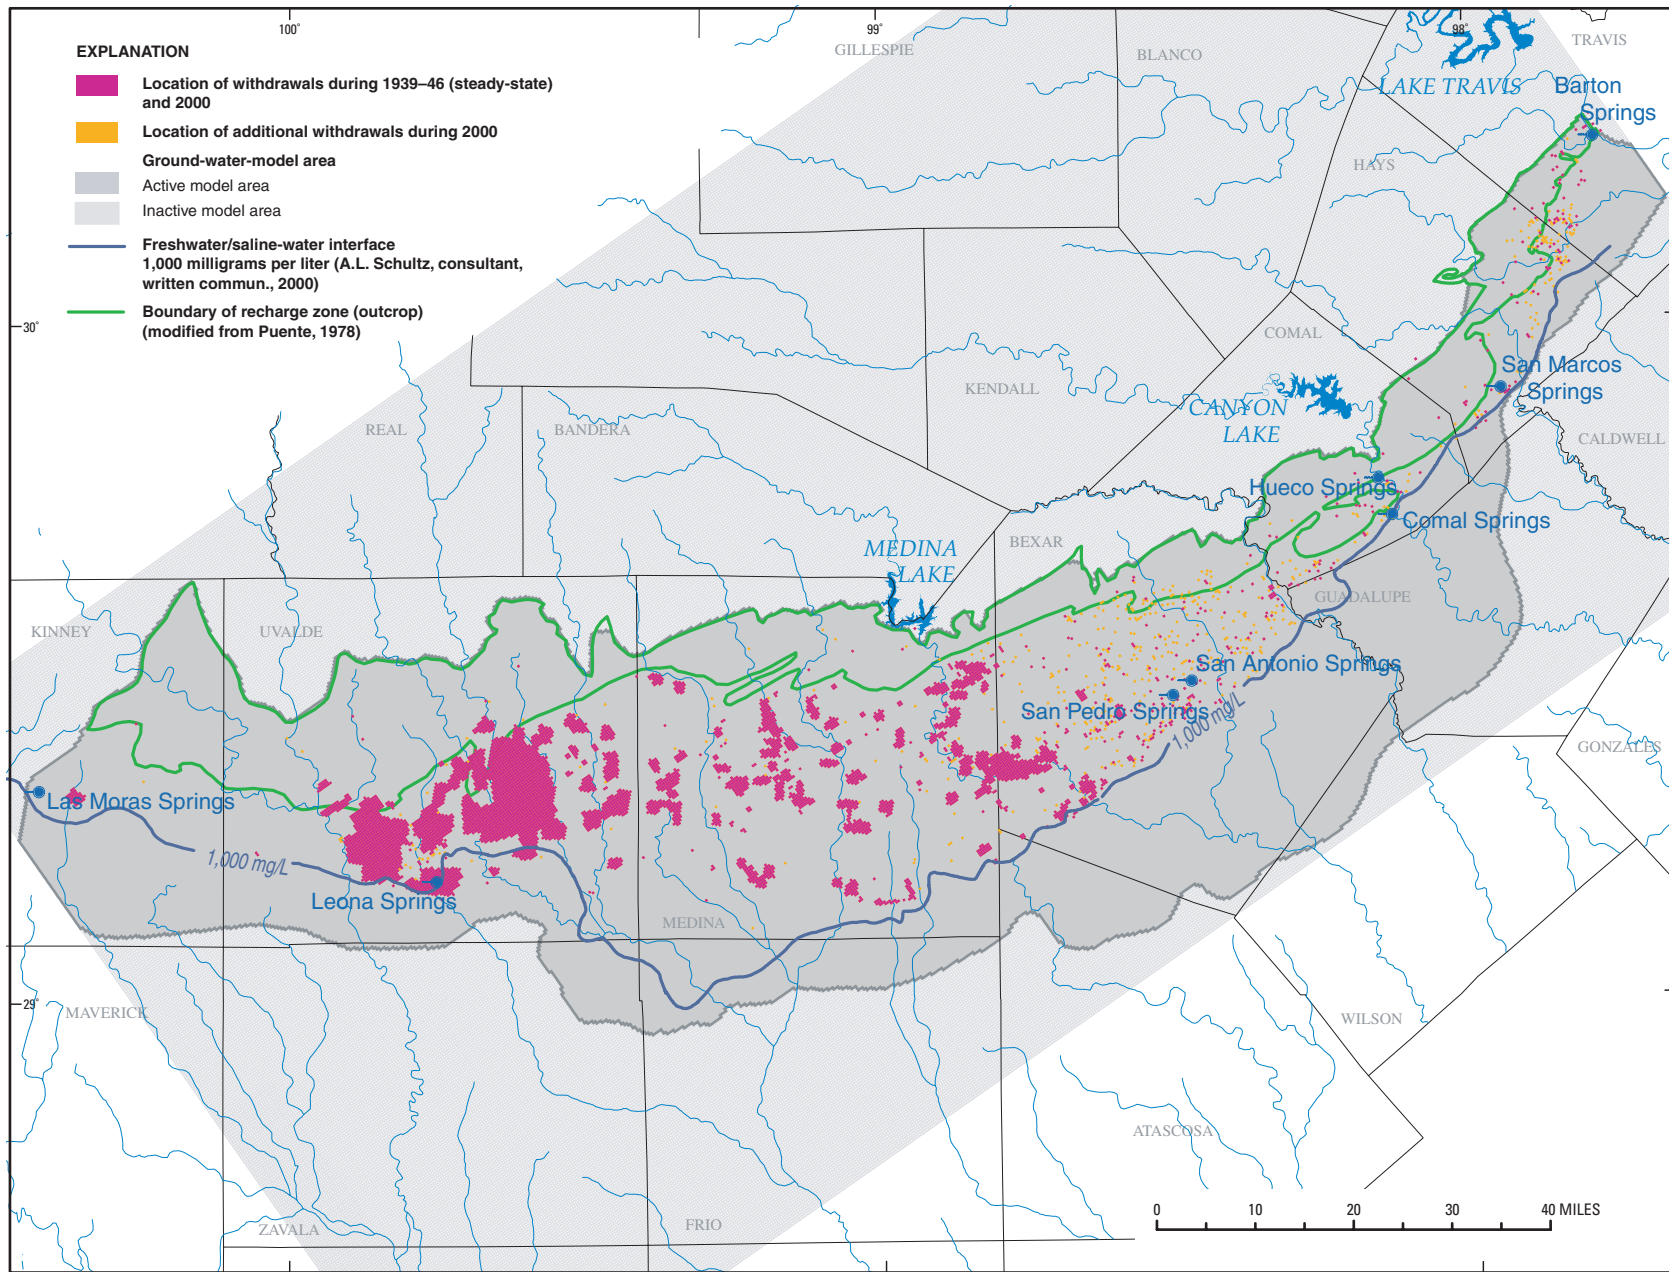 100°
99°
98°
EXPLANATION
Location of withdrawals during 1939–46 (steady-state)
and 2000
Location of additional withdrawals during 2000
Ground-water-model area
Active model area
Inactive model area
Freshwater/saline-water interface
1,000 milligrams per liter (A.L. Schultz, consultant,
written commun., 2000)
Boundary of recharge zone (outcrop)
(modified from Puente, 1978)
GILLESPIE
BLANCO
TRAVIS
LAKE TRAVIS
Barton
Springs
HAYS
30°
COMAL
KENDALL
San Marcos
Springs
CANYON
LAKE
REAL
BANDERA
CALDWELL
Hueco Springs
Comal Springs
MEDINA
LAKE
BEXAR
GUADALUPE
KINNEY
UVALDE
San Antonio Springs
San Pedro Springs
1,000 mg/L
GONZALES
Las Moras Springs
1,000 mg/L
Leona Springs
MEDINA
29°
MAVERICK
WILSON
ATASCOSA
ZAVALA
FRIO
0 10 20 30 40 MILES